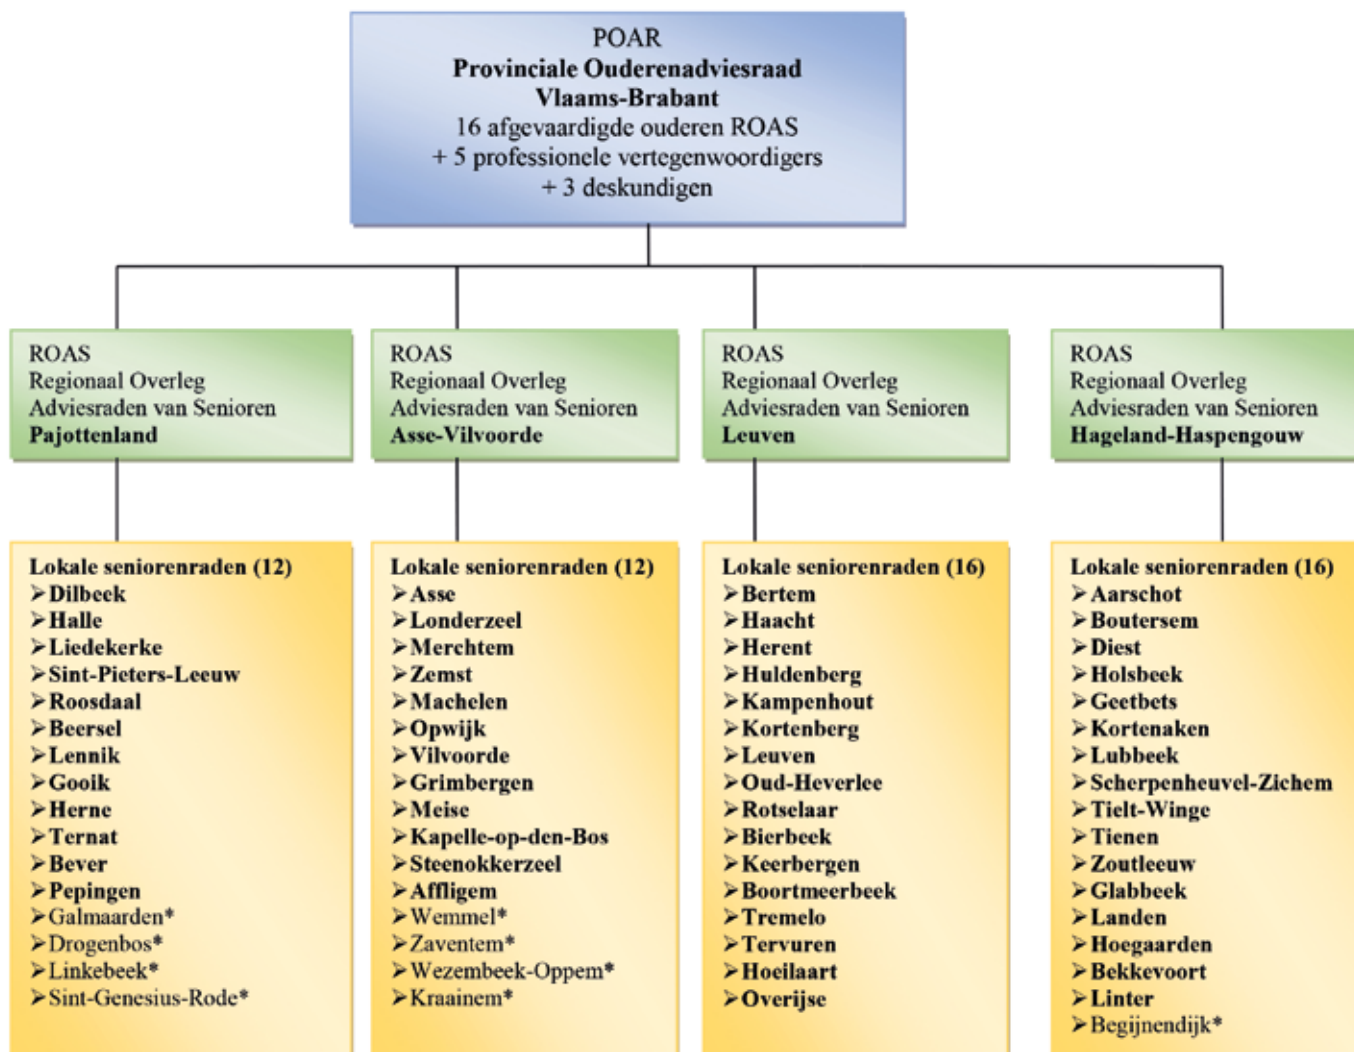 POAR
Provinciale Ouderenadviesraad
Vlaams-Brabant
16 afgevaardigde ouderen ROAS
+ 5 professionele vertegenwoordigers
+ 3 deskundigen
ROAS
Regionaal Overleg
Adviesraden van Senioren
Pajottenland
ROAS
Regionaal Overleg
Adviesraden van Senioren
Asse-Vilvoorde
ROAS
Regionaal Overleg
Adviesraden van Senioren
Leuven
ROAS
Regionaal Overleg
Adviesraden van Senioren
Hageland-Haspengouw
Lokale seniorenraden (12)
➢Dilbeek
➢Halle
➢Liedekerke
➢Sint-Pieters-Leeuw
➢Roosdaal
➢Beersel
➢Lennik
➢Gooik
➢Herne
➢Ternat
➢Bever
➢Pepingen
➢Galmaarden*
➢Drogenbos*
➢Linkebeek*
➢Sint-Genesius-Rode*
Lokale seniorenraden (12)
➢Asse
➢Londerzeel
➢Merchtem
➢Zemst
➢Machelen
➢Opwijk
➢Vilvoorde
➢Grimbergen
➢Meise
➢Kapelle-op-den-Bos
➢Steenokkerzeel
➢Affligem
➢Wemmel*
➢Zaventem*
➢Wezembeek-Oppem*
➢Kraainem*
Lokale seniorenraden (16)
➢Bertem
➢Haacht
➢Herent
➢Huldenberg
➢Kampenhout
➢Kortenberg
➢Leuven
➢Oud-Heverlee
➢Rotselaar
➢Bierbeek
➢Keerbergen
➢Boortmeerbeek
➢Tremelo
➢Tervuren
➢Hoeilaart
➢Overijse
Lokale seniorenraden (16)
➢Aarschot
➢Boutersem
➢Diest
➢Holsbeek
➢Geetbets
➢Kortenaken
➢Lubbeek
➢Scherpenheuvel-Zichem
➢Tielt-Winge
➢Tienen
➢Zoutleeuw
➢Glabbeek
➢Landen
➢Hoegaarden
➢Bekkevoort
➢Linter
➢Begijnendijk*